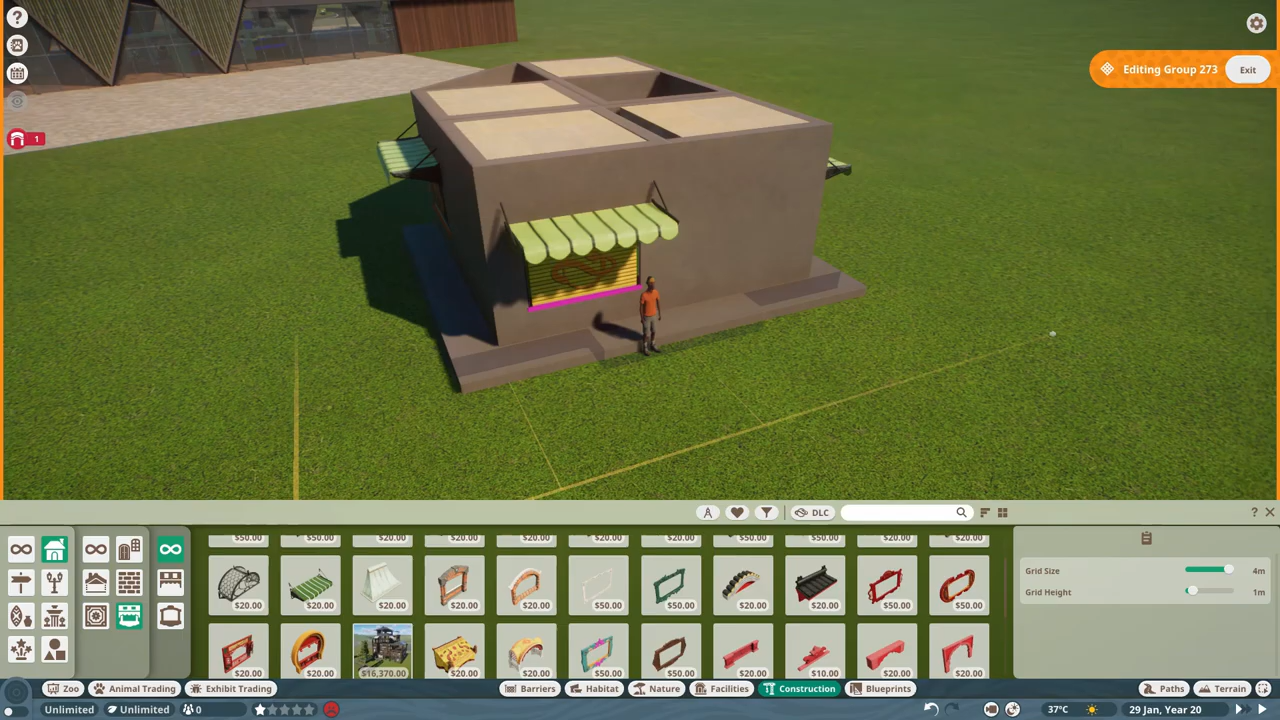 ?
Editing Group 273
Exit
1
DLC
?
$50.00 $50.00 $20.00 $20.00 $20.00 $20.00 $20.00 $20.00 $20.00 $20.00 $20.00
$20.00 $20.00 $20.00 $20.00 $20.00 $50.00 $50.00 $20.00 $20.00 $50.00 $50.00
$20.00 $20.00 $16,370.00 $20.00 $20.00 $50.00 $50.00 $20.00 $10.00 $20.00 $20.00
Grid Size 4m
Grid Height 1m
Zoo Animal Trading Exhibit Trading Barriers Habitat Nature Facilities Construction Blueprints Paths Terrain
Unlimited Unlimited 0 37°C 29 Jan, Year 20